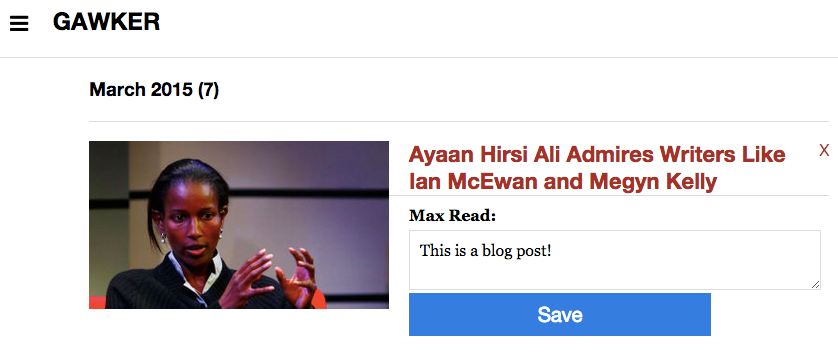 GAWKER
March 2015 (7)
Ayaan Hirsi Ali Admires Writers Like
X
Ian McEwan and Megyn Kelly
Max Read:
This is a blog post!
Save